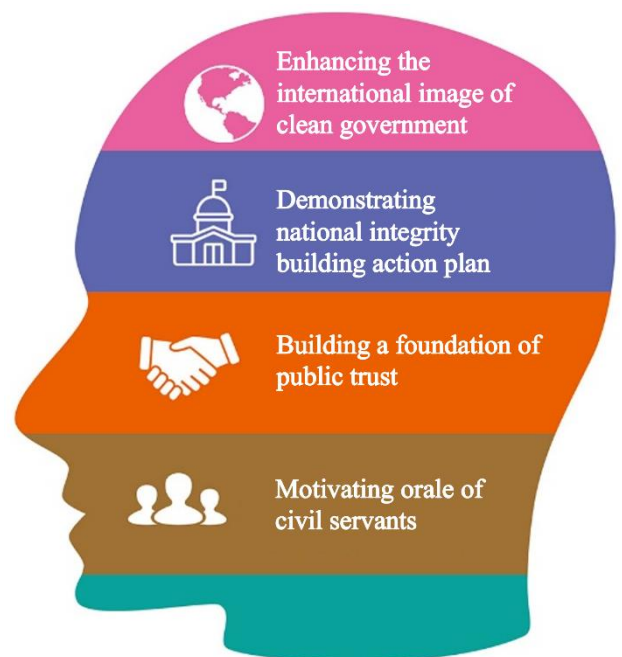 Enhancing the
international image of
clean government
Demonstrating
national integrity
building action plan
Building a foundation of
public trust
Motivating orale of
civil servants